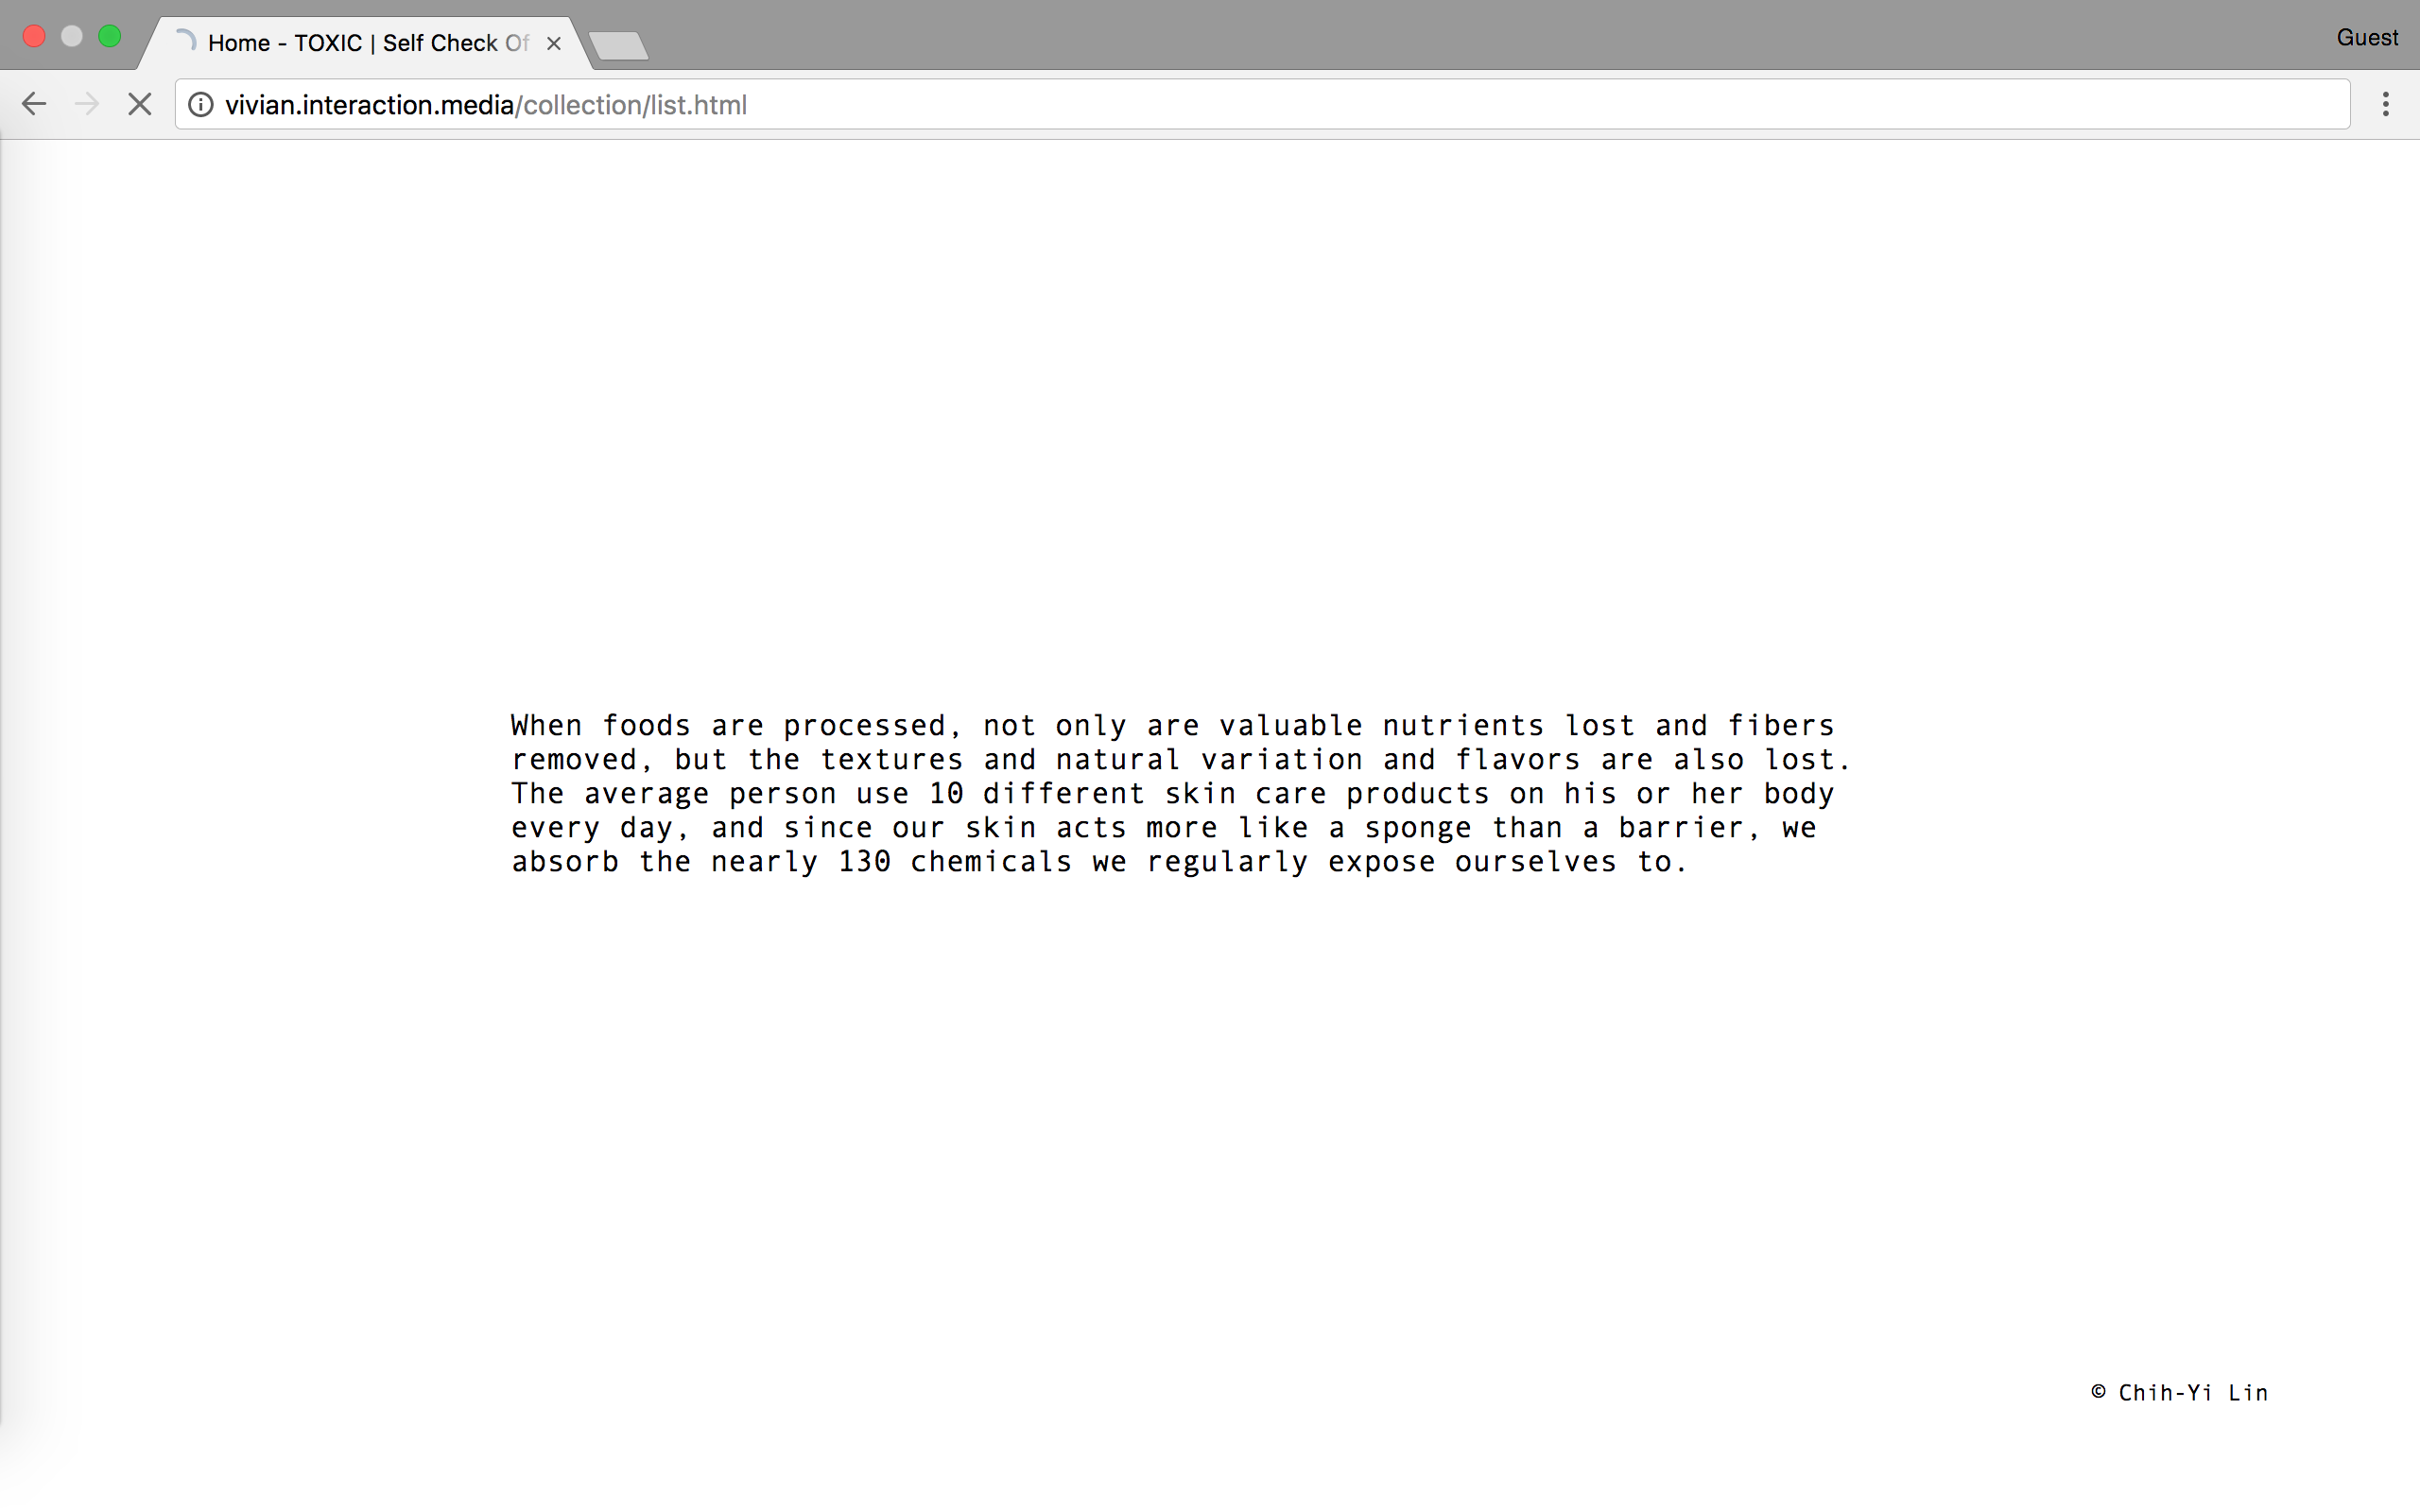 Home - TOXIC | Self Check Of
Guest
vivian.interaction.media/collection/list.html
When foods are processed, not only are valuable nutrients lost and fibers
removed, but the textures and natural variation and flavors are also lost.
The average person use 10 different skin care products on his or her body
every day, and since our skin acts more like a sponge than a barrier, we
absorb the nearly 130 chemicals we regularly expose ourselves to.
© Chih-Yi Lin